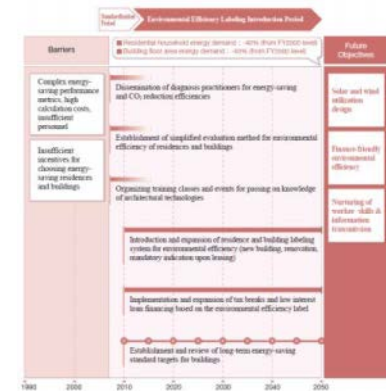 Standardization
Period
Environmental Efficiency Labeling Introduction Period
Barriers
Residential household energy demand : -40% (from FY2000 level)
Building floor area energy demand : -40% (from FY2000 level)
Future
Objectives
Complex energy-
saving performance
metrics, high
calculation costs,
insufficient
personnel
Insufficient
incentives for
choosing energy-
saving residences
and buildings
Dissemination of diagnosis practitioners for energy-saving
and CO₂ reduction efficiencies
Establishment of simplified evaluation method for environmental
efficiency of residences and buildings
Organizing training classes and events for passing on knowledge
of architectural technologies
Introduction and expansion of residence and building labeling
system for environmental efficiency (new building, renovation,
mandatory indication upon leasing)
Implementation and expansion of tax breaks and low interest
loan financing based on the environmental efficiency label
Establishment and review of long-term energy-saving
standard targets for buildings
Solar and wind
utilization
design
Finance-friendly
environmental
efficiency
Nurturing of
worker skills &
information
transmission
1990 2000 2010 2020 2030 2040 2050